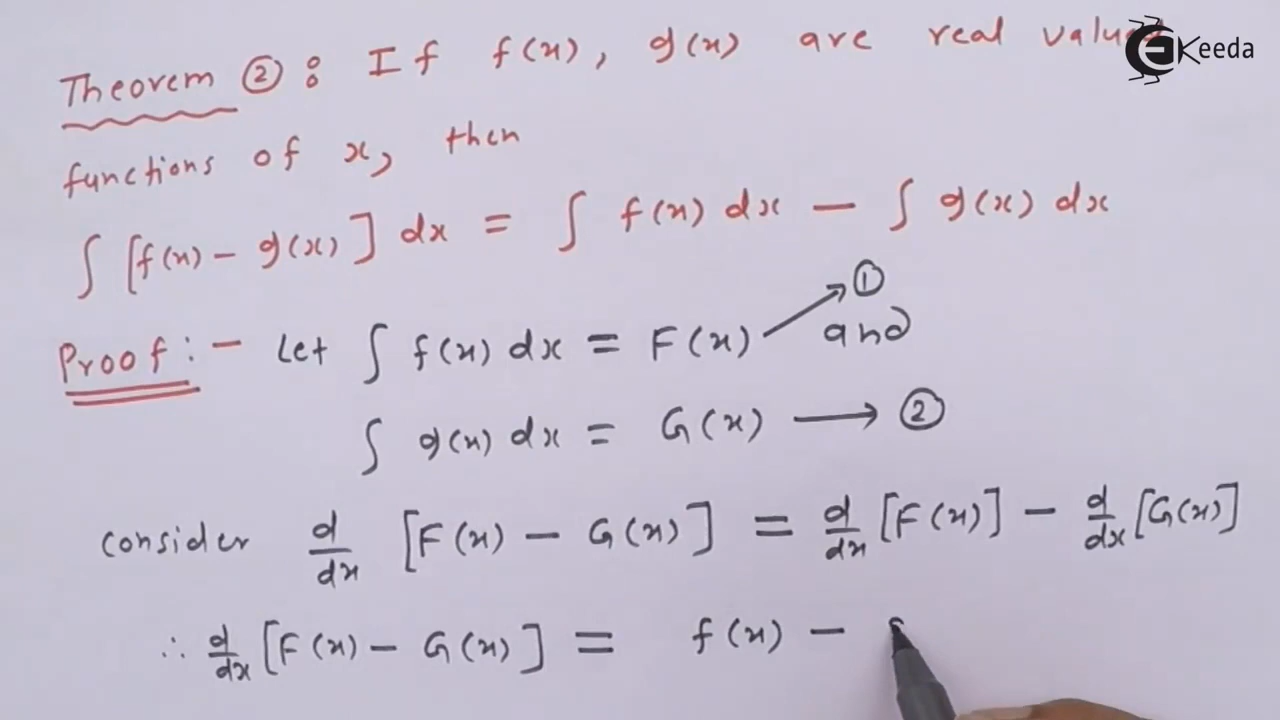 Theorem ② : If f(x), g(x) are real valued
Keeda
functions of x, then
∫ [f(x) - g(x)] dx = ∫ f(x) dx - ∫ g(x) dx
Proof :- Let ∫ f(x) dx = F(x) → ①
and
∫ g(x) dx = G(x) → ②
consider d/dx [F(x) - G(x)] = d/dx [F(x)] - d/dx [G(x)]
∴ d/dx [F(x) - G(x)] = f(x) -